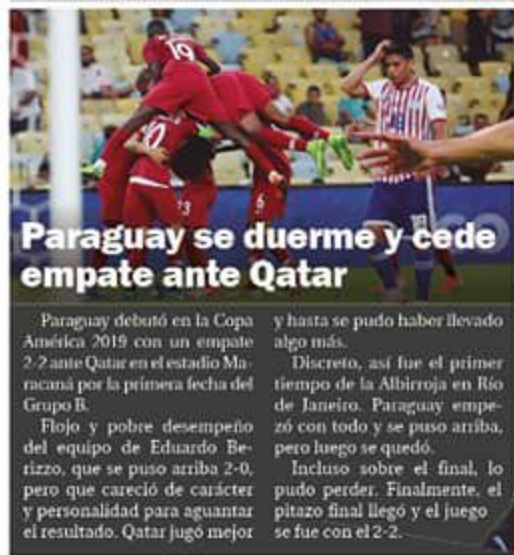 19
10
23
6
18
Paraguay se duerme y cede
empate ante Qatar
Paraguay debutó en la Copa
América 2019 con un empate
2-2 ante Qatar en el estadio Ma-
racaná por la primera fecha del
Grupo B.
Flojo y pobre desempeño
del equipo de Eduardo Be-
rizzo, que se puso arriba 2-0,
pero que careció de carácter
y personalidad para aguantar
el resultado. Qatar jugó mejor
y hasta se pudo haber llevado
algo más.
Discreto, así fue el primer
tiempo de la Albirroja en Río
de Janeiro. Paraguay empe-
zó con todo y se puso arriba,
pero luego se quedó.
Incluso sobre el final, lo
pudo perder. Finalmente, el
pitazo final llegó y el juego
se fue con el 2-2.